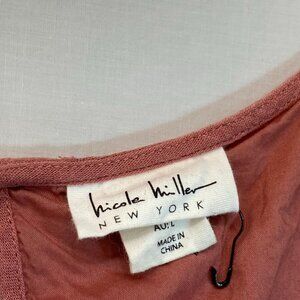 Nicole Miller
NEW YORK
AU: L
MADE IN
CHINA